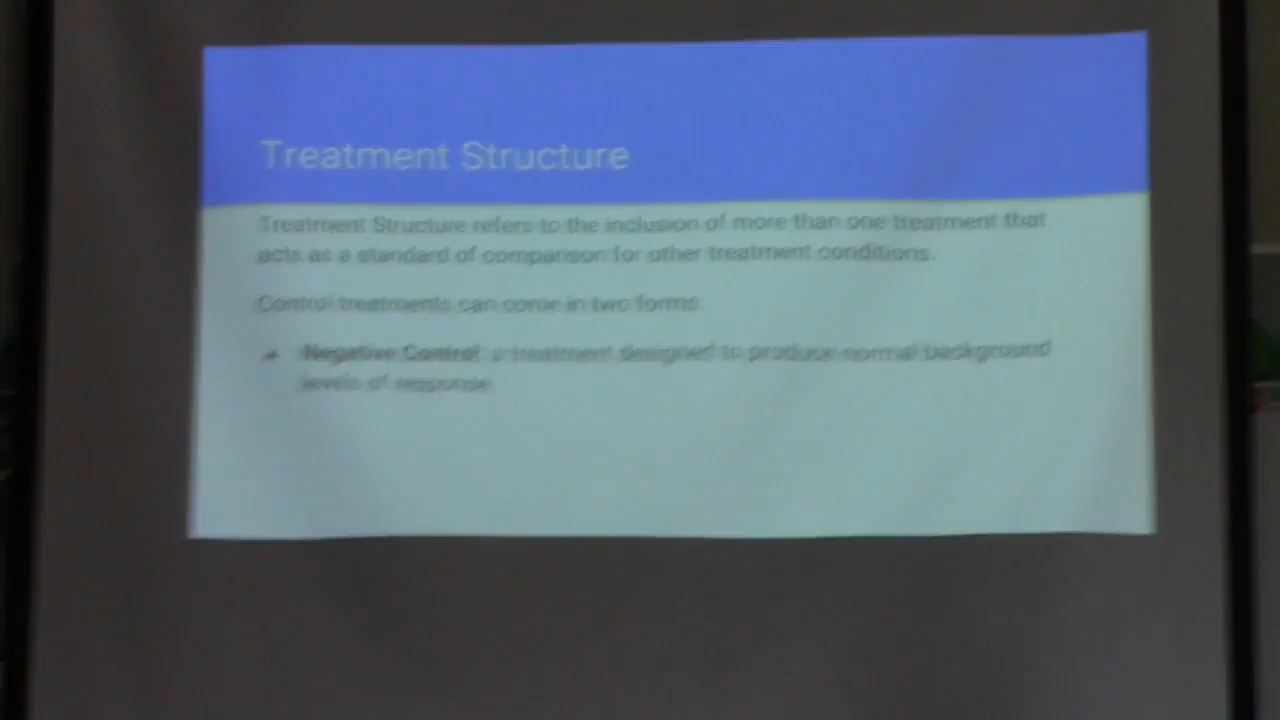 Treatment Structure
Treatment Structure refers to the inclusion of more than one treatment that
acts as a standard of comparison for other treatment conditions.
Control treatments can come in two forms:
Negative Control: a treatment designed to produce normal background
levels of response.